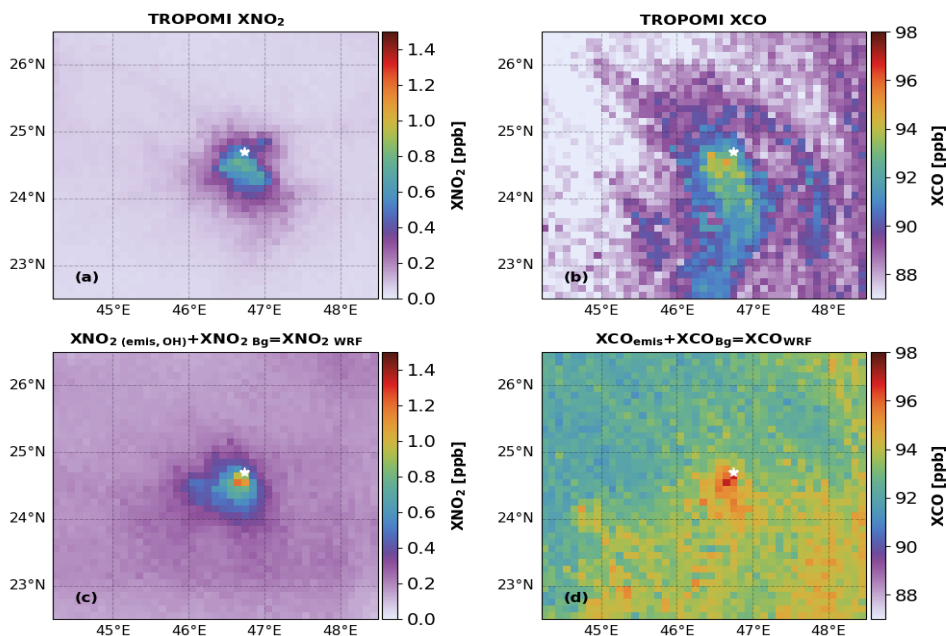 TROPOMI XNO₂
26°N
25°N
24°N
23°N
(a)
45°E 46°E 47°E 48°E
1.4
1.2
1.0
0.8
0.6
0.4
0.2
0.0
XNO₂ [ppb]
TROPOMI XCO
26°N
25°N
24°N
23°N
(b)
45°E 46°E 47°E 48°E
98
96
94
92
90
88
XCO [ppb]
XNO₂ (emis, OH)+XNO₂ Bg=XNO₂ WRF
26°N
25°N
24°N
23°N
(c)
45°E 46°E 47°E 48°E
1.4
1.2
1.0
0.8
0.6
0.4
0.2
0.0
XNO₂ [ppb]
XCOemis+XCOBg=XCOWRF
26°N
25°N
24°N
23°N
(d)
45°E 46°E 47°E 48°E
98
96
94
92
90
88
XCO [ppb]